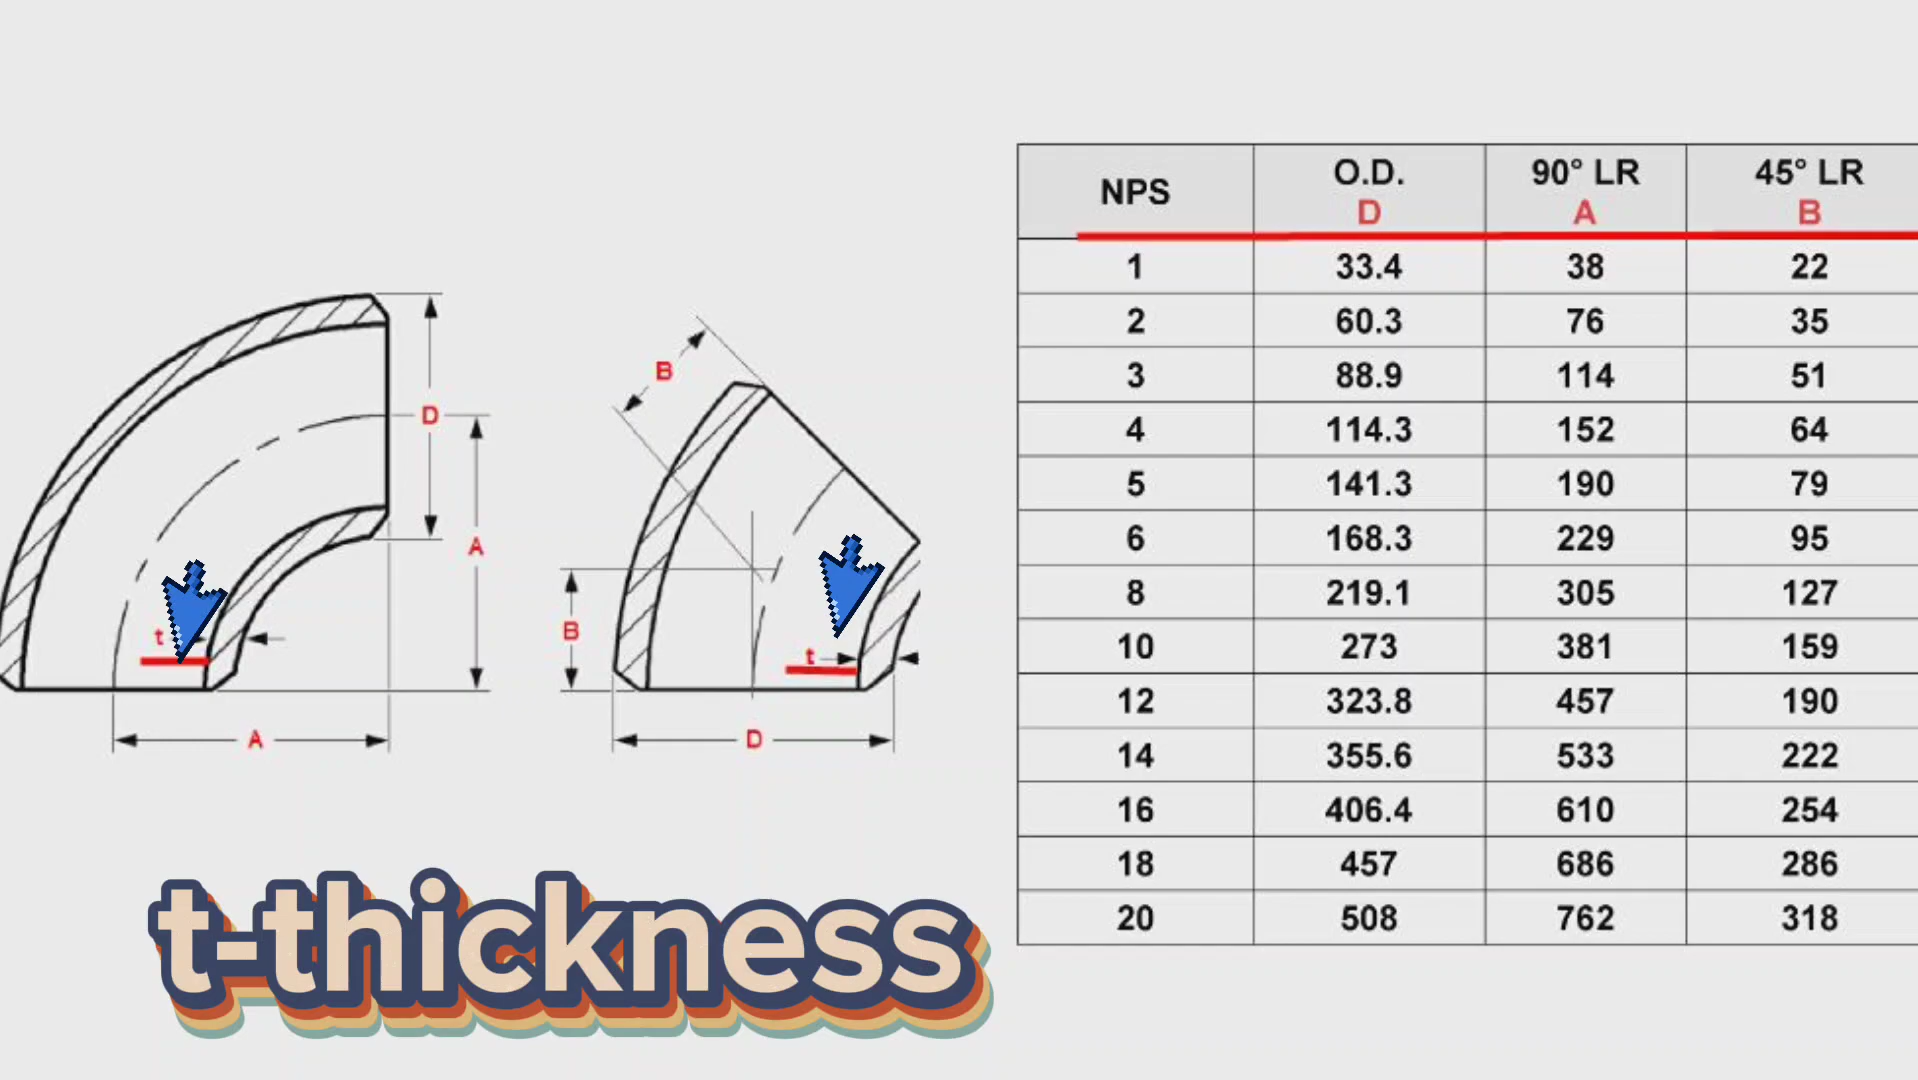 D
A
t
A
B
B
t
D
t-thickness
NPS O.D. D 90° LR A 45° LR B
1 33.4 38 22
2 60.3 76 35
3 88.9 114 51
4 114.3 152 64
5 141.3 190 79
6 168.3 229 95
8 219.1 305 127
10 273 381 159
12 323.8 457 190
14 355.6 533 222
16 406.4 610 254
18 457 686 286
20 508 762 318